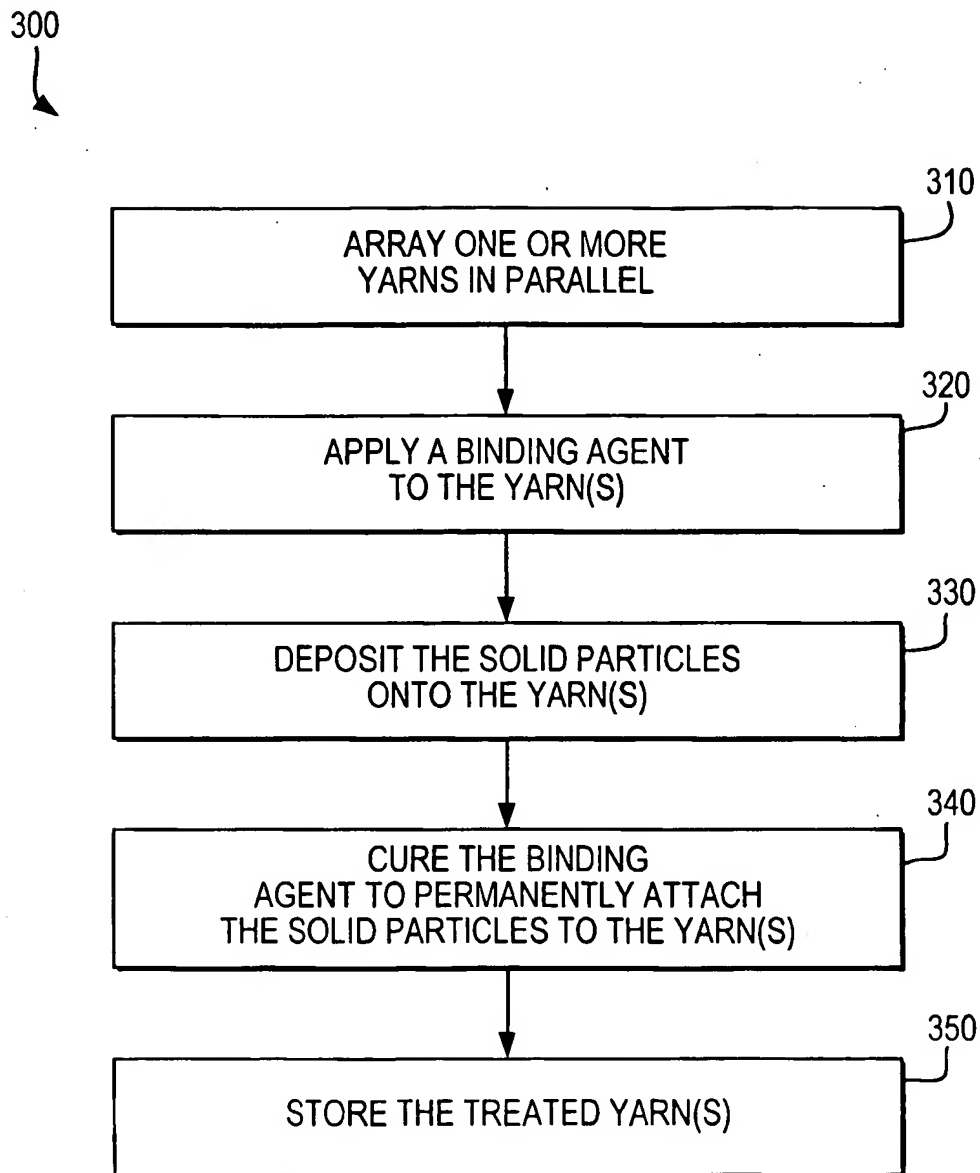 300
310
ARRAY ONE OR MORE
YARNS IN PARALLEL
320
APPLY A BINDING AGENT
TO THE YARN(S)
330
DEPOSIT THE SOLID PARTICLES
ONTO THE YARN(S)
340
CURE THE BINDING
AGENT TO PERMANENTLY ATTACH
THE SOLID PARTICLES TO THE YARN(S)
350
STORE THE TREATED YARN(S)